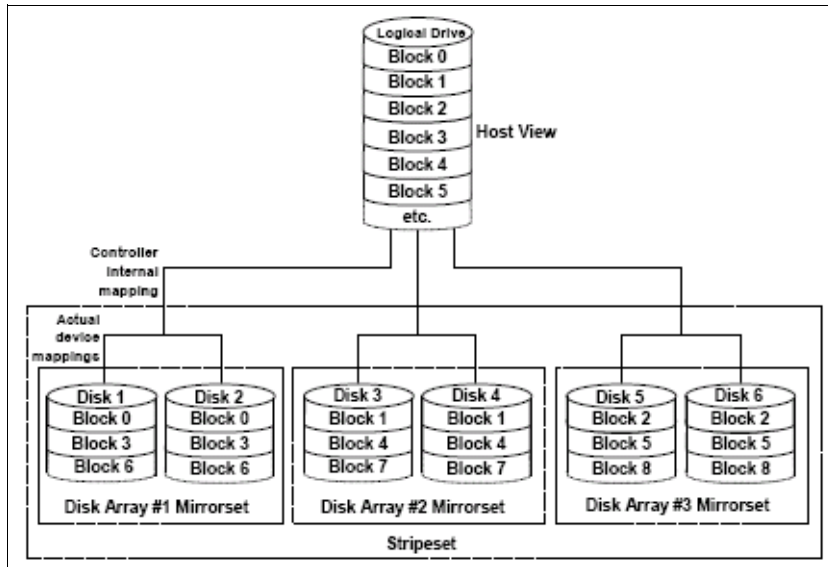 Logical Drive
Block 0
Block 1
Block 2
Block 3
Block 4
Block 5
etc.
Host View
Controller
internal
mapping
Actual
device
mappings
Disk 1
Block 0
Block 3
Block 6
Disk 2
Block 0
Block 3
Block 6
Disk Array #1 Mirrorset
Disk 3
Block 1
Block 4
Block 7
Disk 4
Block 1
Block 4
Block 7
Disk Array #2 Mirrorset
Disk 5
Block 2
Block 5
Block 8
Disk 6
Block 2
Block 5
Block 8
Disk Array #3 Mirrorset
Stripeset